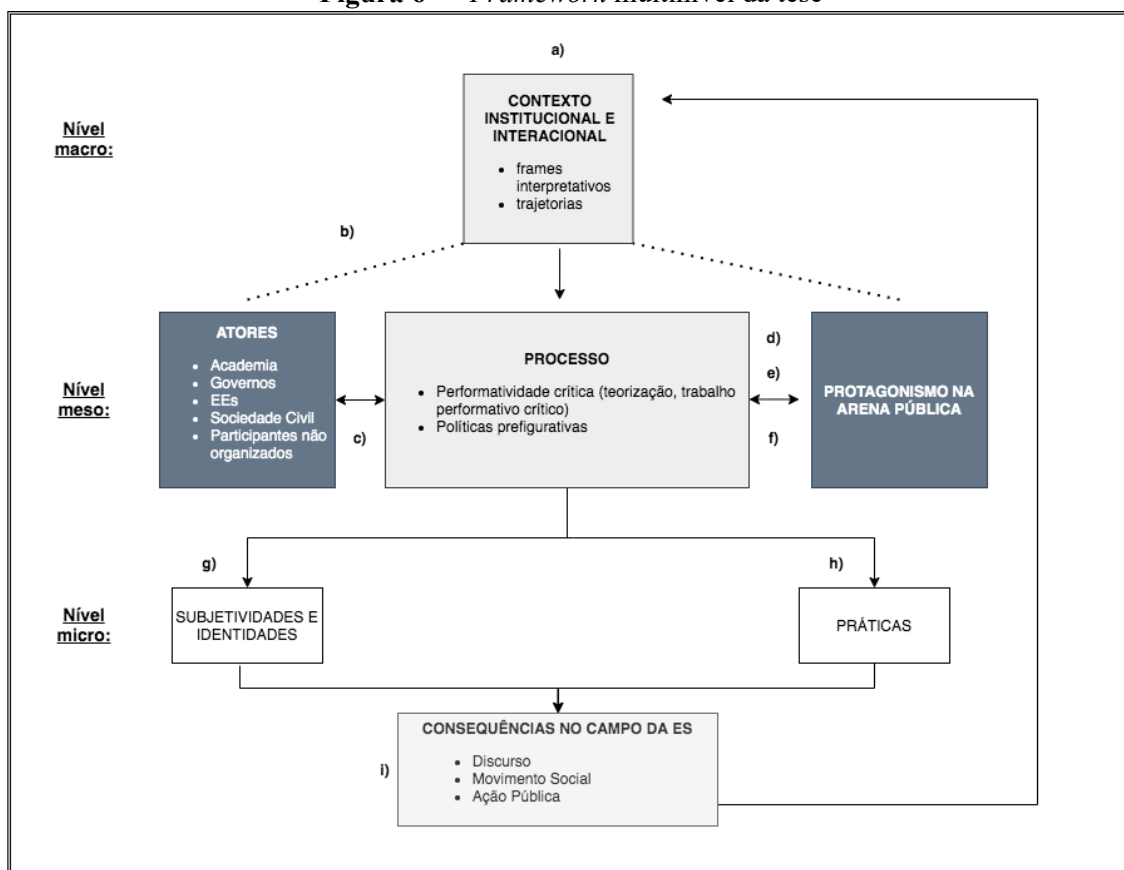 Figura 6 – Framework multinível da tese
a)
CONTEXTO
INSTITUCIONAL E
INTERACIONAL
• frames
interpretativos
• trajetorias
Nível
macro:
b)
ATORES
• Academia
• Governos
• EEs
• Sociedade Civil
• Participantes não
organizados
c)
PROCESSO
• Performatividade crítica (teorização, trabalho
performativo crítico)
• Políticas prefigurativas
d)
e)
f)
PROTAGONISMO NA
ARENA PÚBLICA
Nível
meso:
g)
h)
SUBJETIVIDADES E
IDENTIDADES
PRÁTICAS
Nível
micro:
CONSEQUÊNCIAS NO CAMPO DA ES
• Discurso
• Movimento Social
• Ação Pública
i)